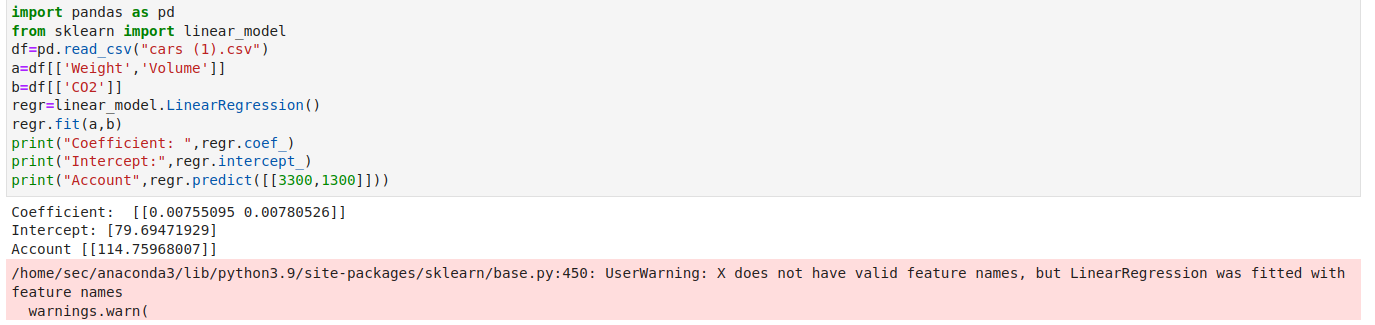 import pandas as pd
from sklearn import linear_model
df=pd.read_csv("cars (1).csv")
a=df[['Weight','Volume']]
b=df[['CO2']]
regr=linear_model.LinearRegression()
regr.fit(a,b)
print("Coefficient: ",regr.coef_)
print("Intercept:",regr.intercept_)
print("Account",regr.predict([[3300,1300]]))
Coefficient:  [[0.00755095 0.00780526]]
Intercept: [79.69471929]
Account [[114.75968007]]
/home/sec/anaconda3/lib/python3.9/site-packages/sklearn/base.py:450: UserWarning: X does not have valid feature names, but LinearRegression was fitted with
feature names
  warnings.warn(